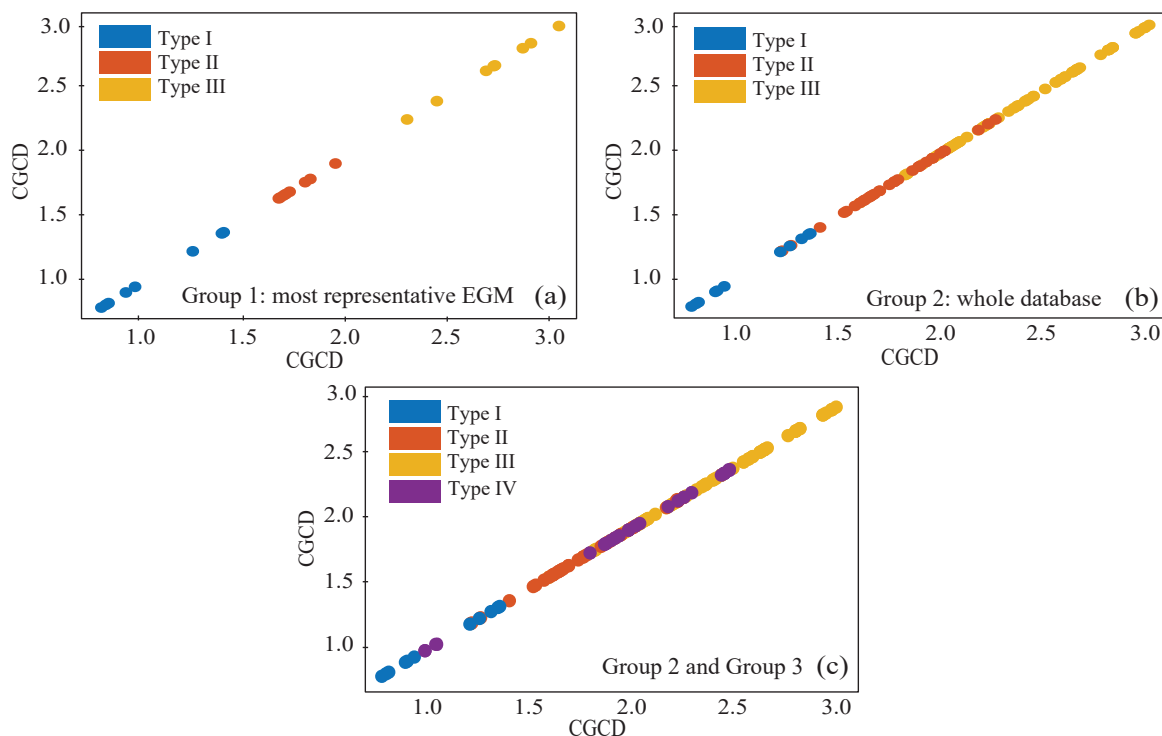 3.0
Type I
Type II
Type III
2.5
2.0
CGCD
1.5
1.0
Group 1: most representative EGM (a)
1.0 1.5 2.0 2.5 3.0
CGCD
3.0
Type I
Type II
Type III
2.5
2.0
CGCD
1.5
1.0
Group 2: whole database (b)
1.0 1.5 2.0 2.5 3.0
CGCD
3.0
Type I
Type II
Type III
Type IV
2.5
2.0
CGCD
1.5
1.0
Group 2 and Group 3 (c)
1.0 1.5 2.0 2.5 3.0
CGCD